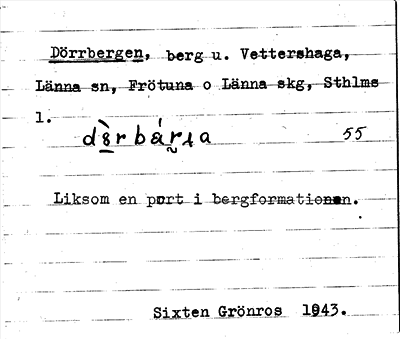 Dörrbergen, berg u. Vettershaga,
Länna sn, Frötuna o Länna skg, Sthlms
l.
55
Liksom en port i bergformationen.
Sixten Grönros 1943.